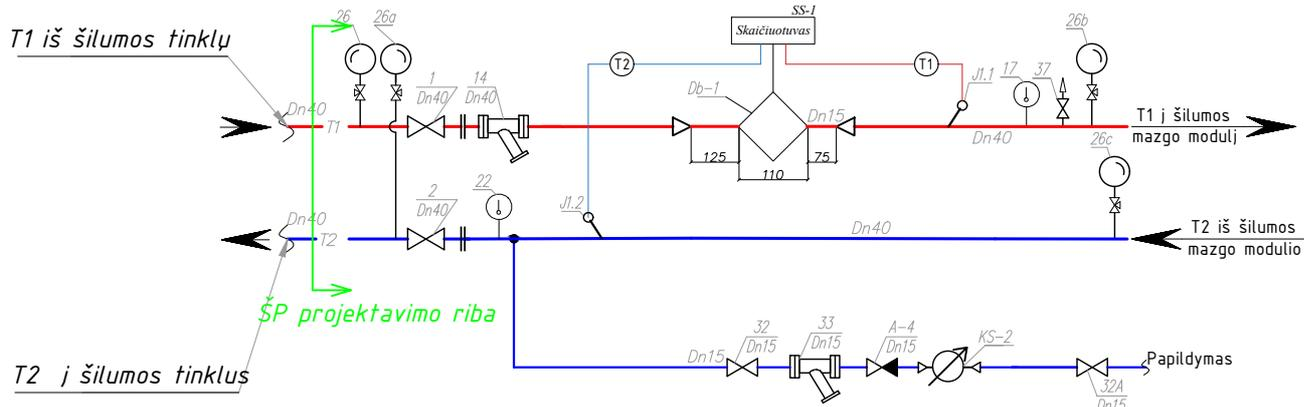 SS-1
26
26a
26b
Skaičiuotuvas
T1 iš šilumos tinklų
T2
T1
1
Dn40
14
Dn40
Db-1
J1.1
17
37
Dn40
T1
Dn15
Dn40
T1 į šilumos
mazgo modulį
125
75
110
26c
2
Dn40
22
J1.2
Dn40
T2
Dn40
T2 iš šilumos
mazgo modulio
ŠP projektavimo riba
32
Dn15
33
Dn15
A-4
Dn15
KS-2
Dn15
Papildymas
T2 į šilumos tinklus
32A
Dn15